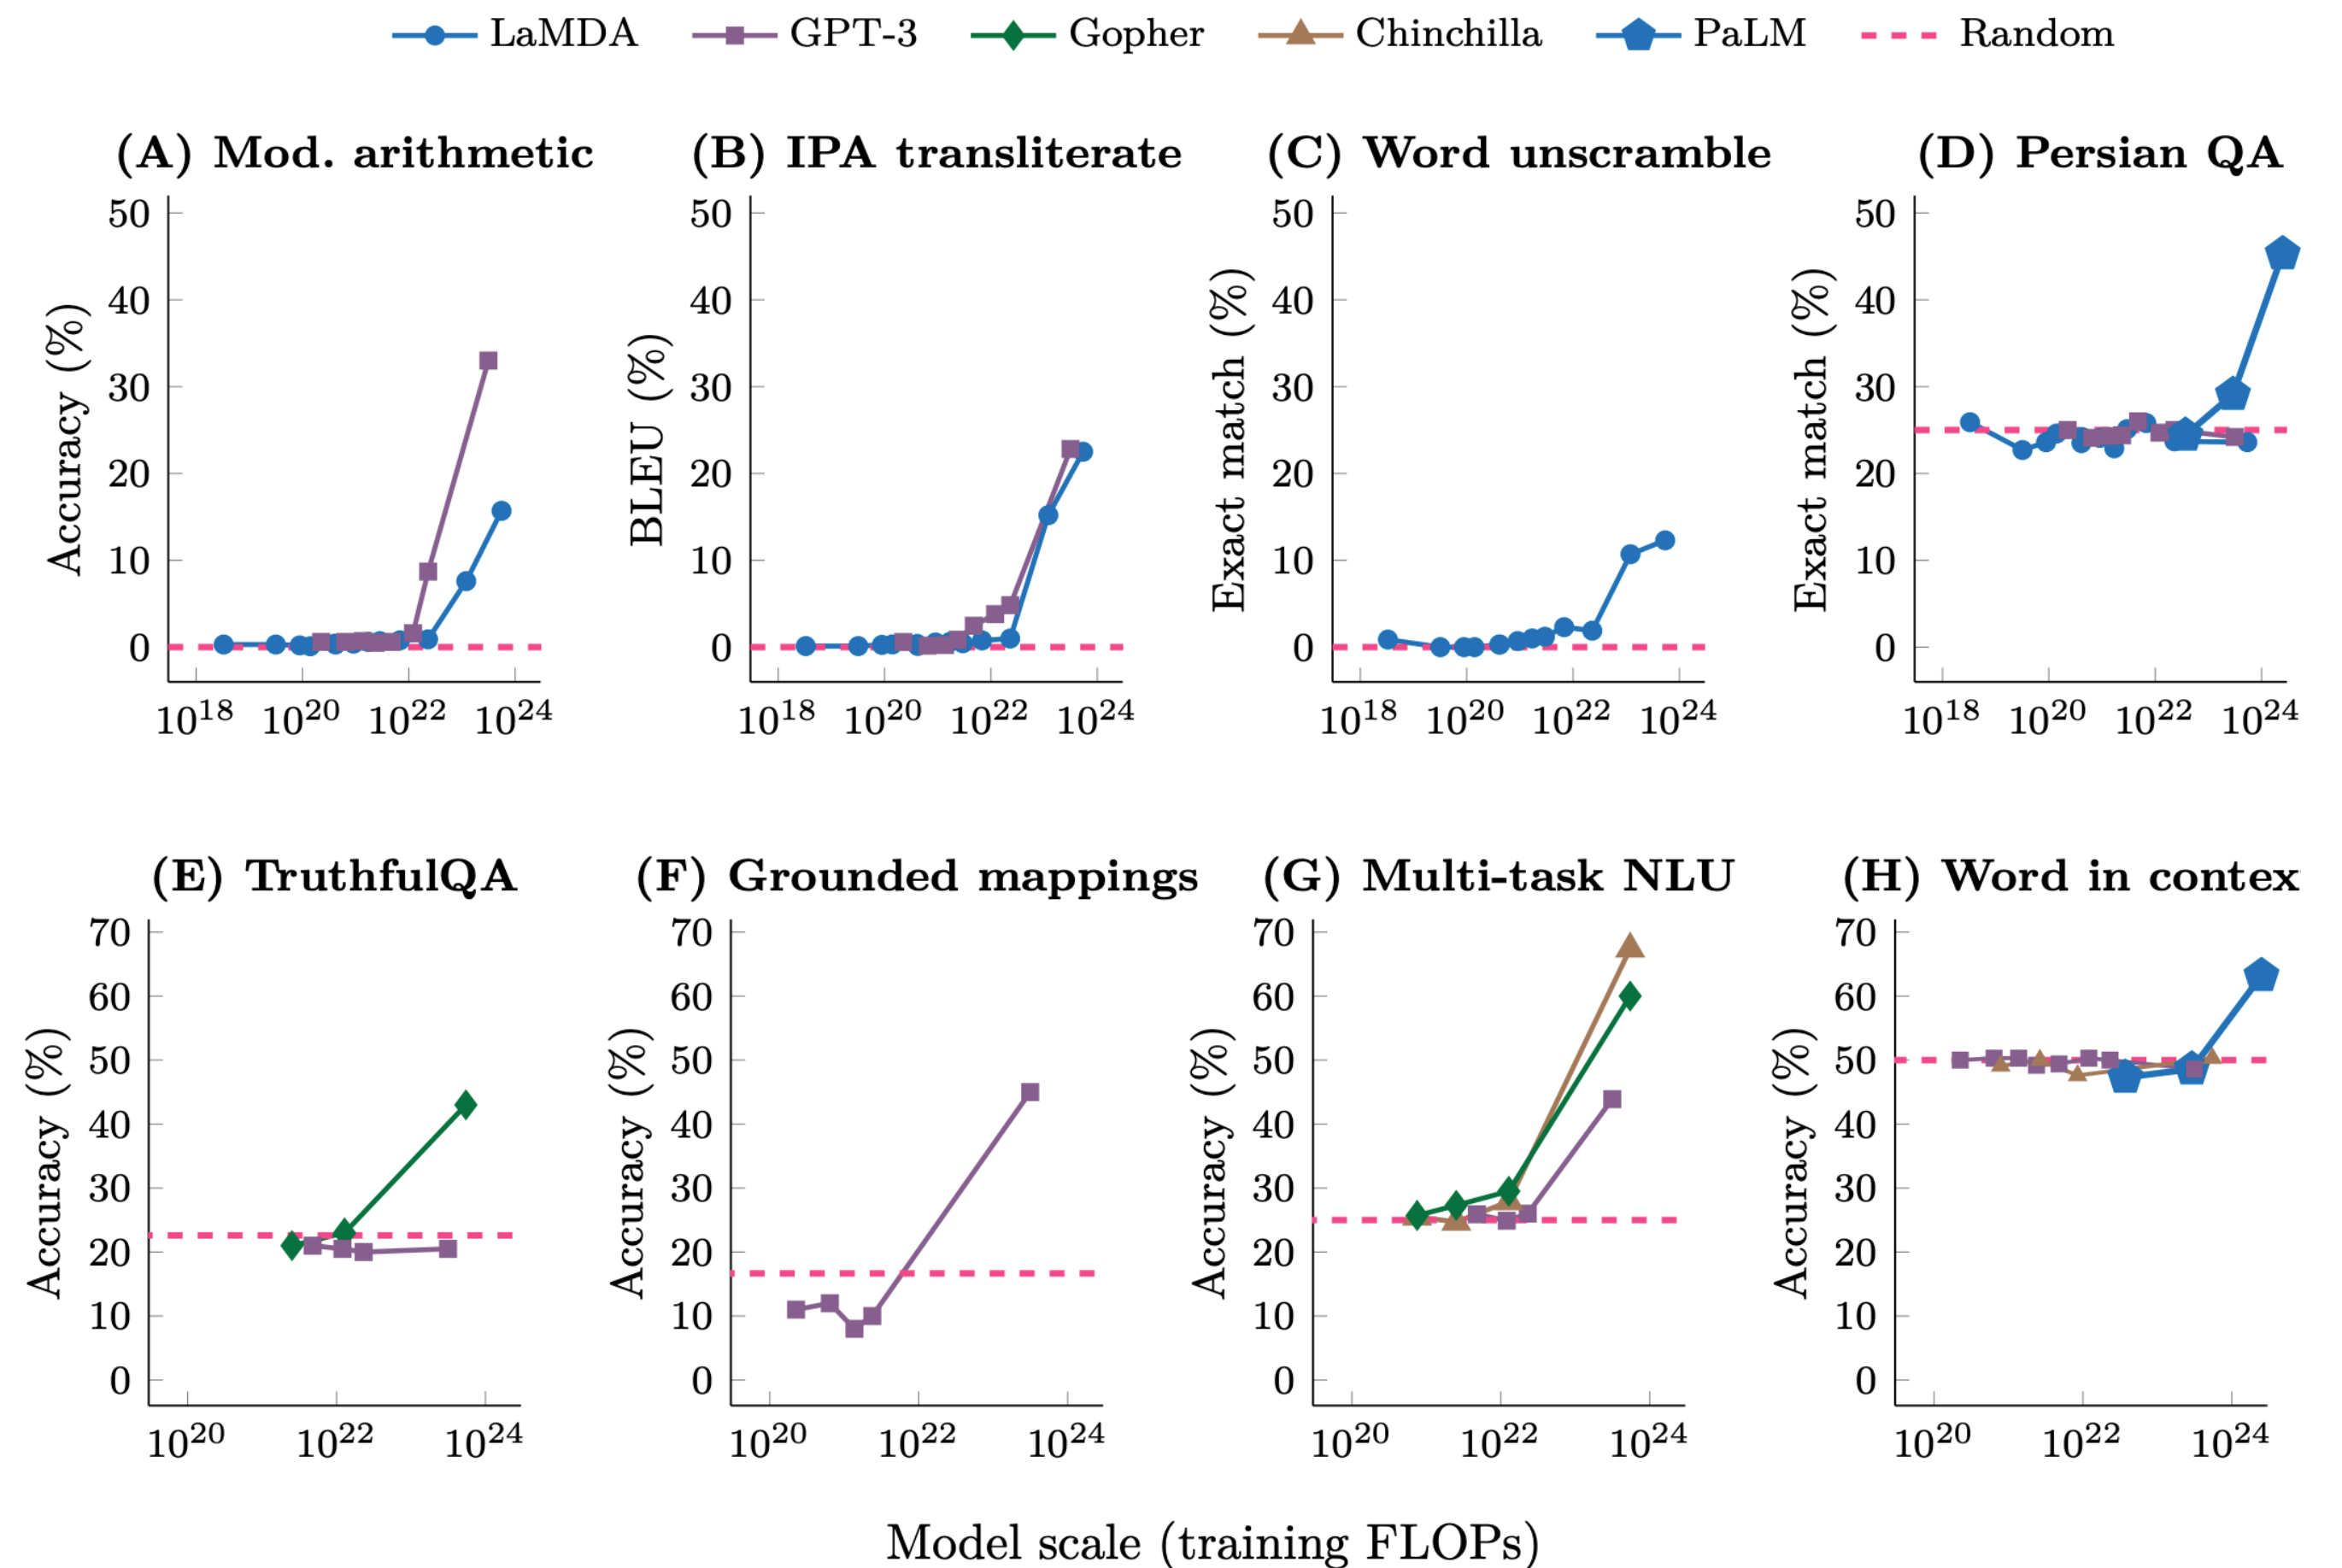 LaMDA GPT-3 Gopher Chinchilla PaLM Random
(A) Mod. arithmetic (B) IPA transliterate (C) Word unscramble (D) Persian QA
Accuracy (%)
50
40
30
20
10
0
10^18 10^20 10^22 10^24
BLEU (%)
50
40
30
20
10
0
10^18 10^20 10^22 10^24
Exact match (%)
50
40
30
20
10
0
10^18 10^20 10^22 10^24
Exact match (%)
50
40
30
20
10
0
10^18 10^20 10^22 10^24
(E) TruthfulQA (F) Grounded mappings (G) Multi-task NLU (H) Word in contex
Accuracy (%)
70
60
50
40
30
20
10
0
10^20 10^22 10^24
Accuracy (%)
70
60
50
40
30
20
10
0
10^20 10^22 10^24
Accuracy (%)
70
60
50
40
30
20
10
0
10^20 10^22 10^24
Accuracy (%)
70
60
50
40
30
20
10
0
10^20 10^22 10^24
Model scale (training FLOPs)